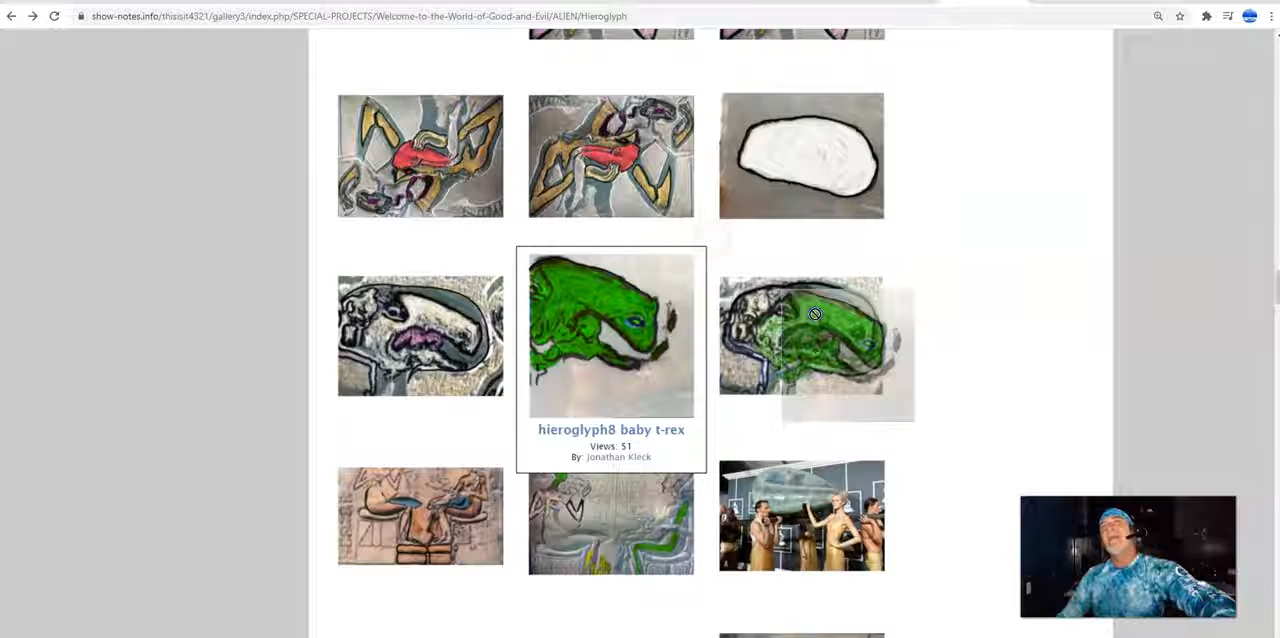 show-notes.info/thisisit4321/gallery3/index.php/SPECIAL-PROJECTS/Welcome-to-the-World-of-Good-and-Evil/ALIEN/Hieroglyph
hieroglyph8 baby t-rex
Views: 51
By: Jonathan Kleck